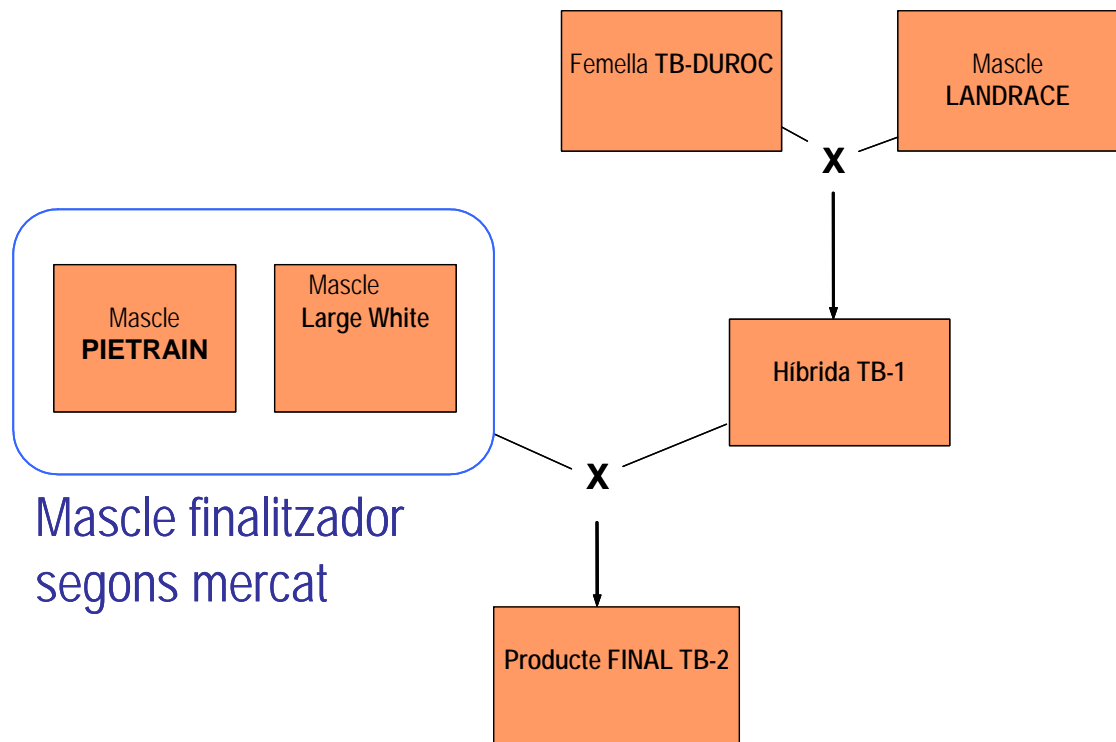 Femella TB-DUROC
Mascle
LANDRACE
X
Mascle
PIETRAIN
Mascle
Large White
Híbrida TB-1
X
Mascle finalitzador
segons mercat
Producte FINAL TB-2